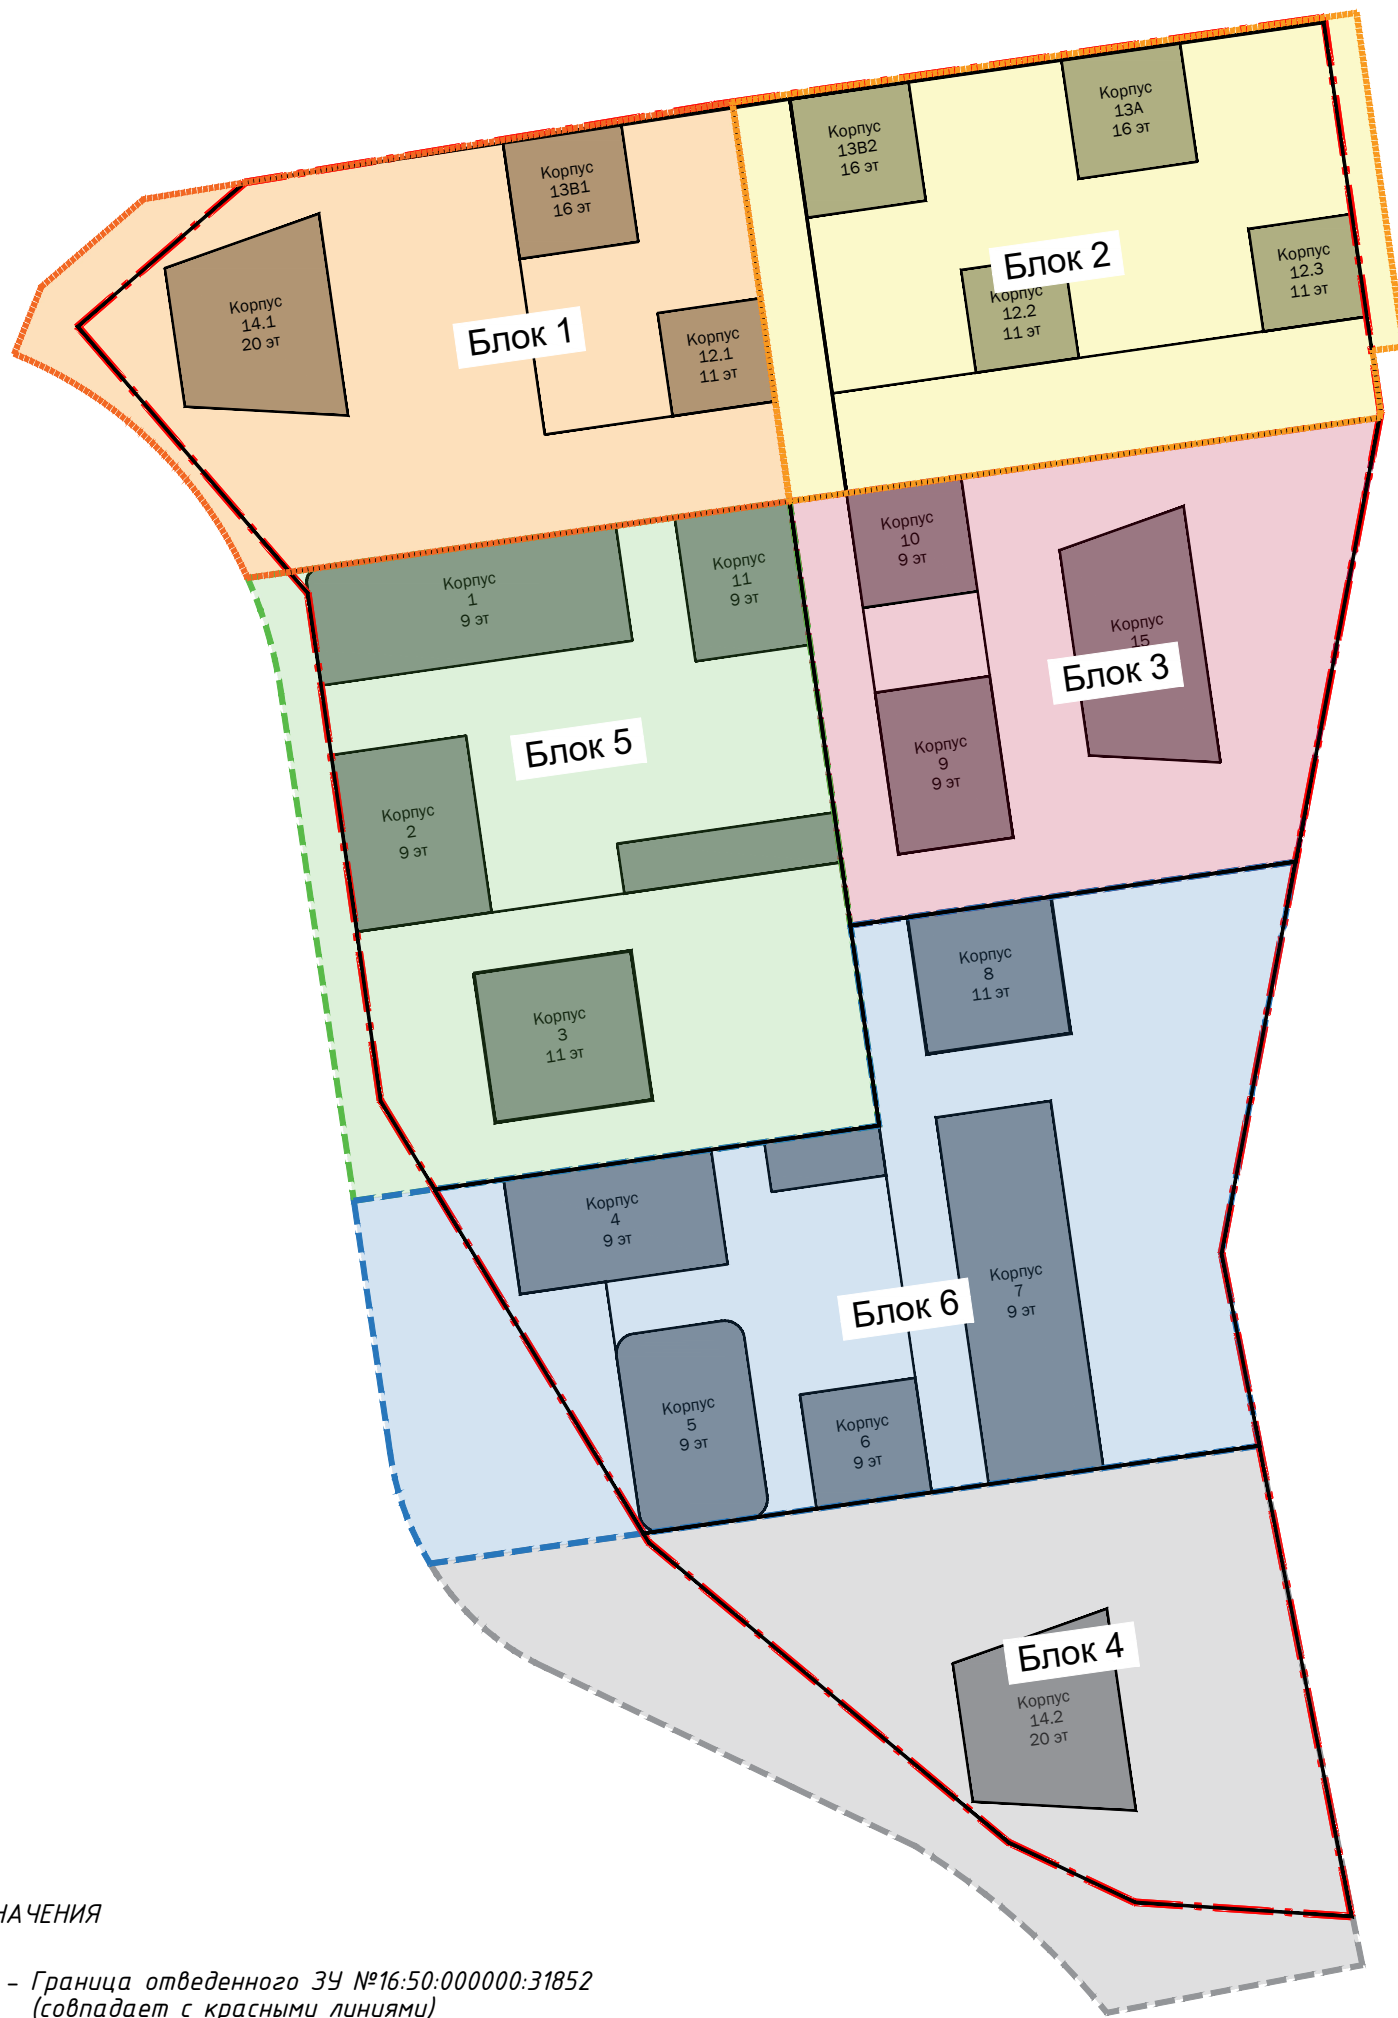 Корпус
13А
16 эт
Корпус
13В2
16 эт
Корпус
13В1
16 эт
Корпус
14.1
20 эт
Блок 1
Корпус
12.1
11 эт
Блок 2
Корпус
12.2
11 эт
Корпус
12.3
11 эт
Корпус
1
9 эт
Корпус
11
9 эт
Корпус
10
9 эт
Корпус
15
Блок 3
Блок 5
Корпус
9
9 эт
Корпус
2
9 эт
Корпус
3
11 эт
Корпус
8
11 эт
Корпус
4
9 эт
Блок 6
Корпус
7
9 эт
Корпус
5
9 эт
Корпус
6
9 эт
Блок 4
Корпус
14.2
20 эт
НАЧЕНИЯ
– Граница отведенного ЗУ №16:50:000000:31852
(совпадает с красными линиями)